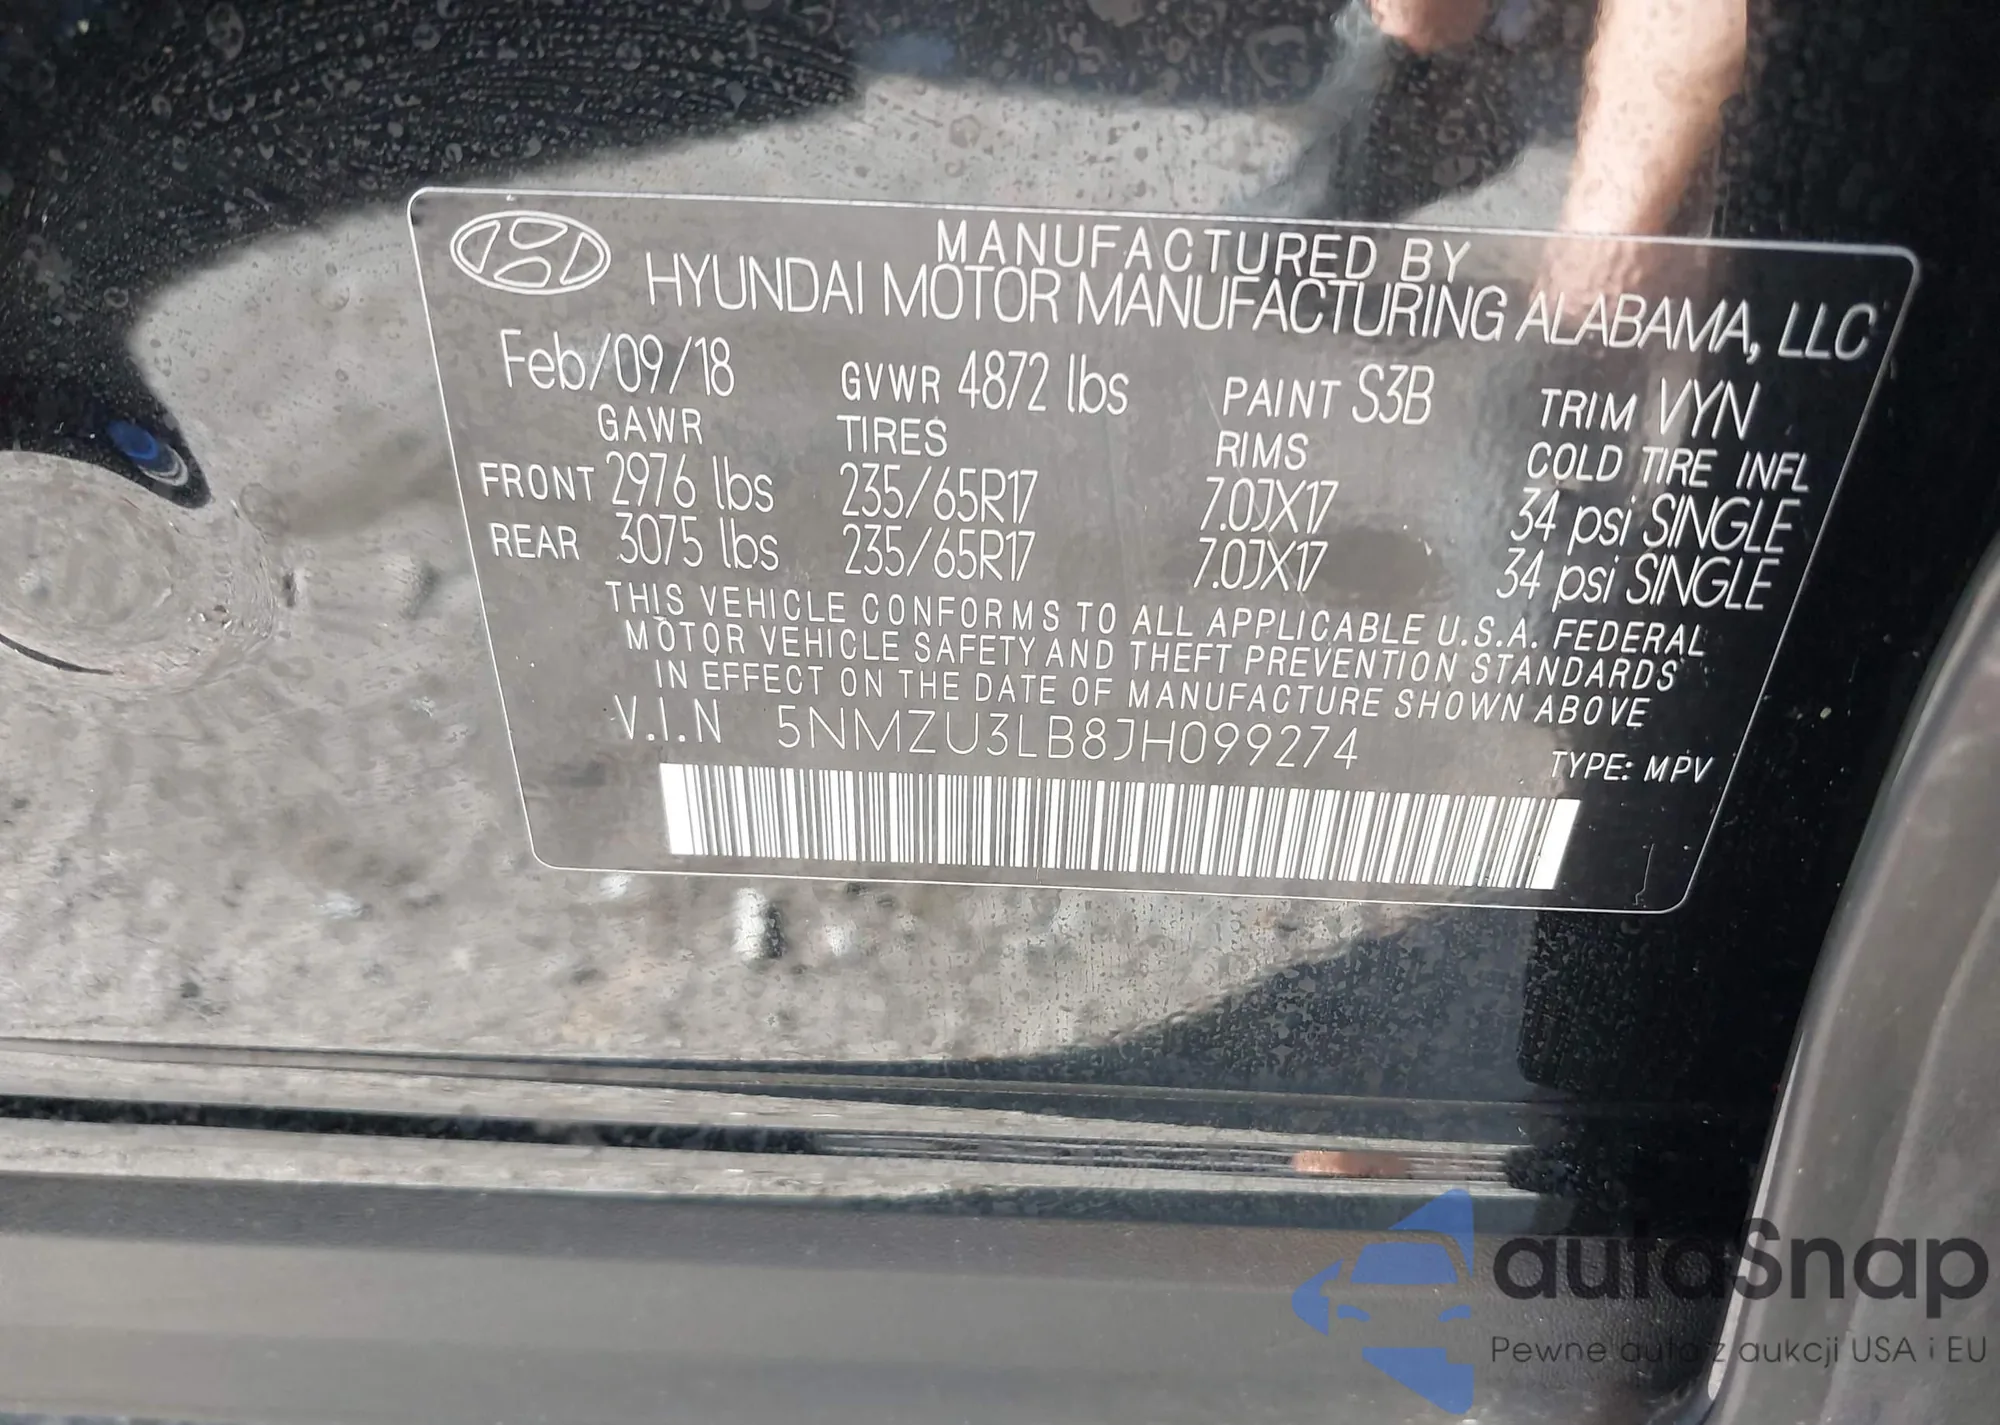 MANUFACTURED BY
HYUNDAI MOTOR MANUFACTURING ALABAMA, LLC
Feb/09/18 GVWR 4872 lbs PAINT S3B TRIM VYN
GAWR TIRES RIMS COLD TIRE INFL
FRONT 2976 lbs 235/65R17 7.0JX17 34 psi SINGLE
REAR 3075 lbs 235/65R17 7.0JX17 34 psi SINGLE
THIS VEHICLE CONFORMS TO ALL APPLICABLE U.S.A. FEDERAL
MOTOR VEHICLE SAFETY AND THEFT PREVENTION STANDARDS
IN EFFECT ON THE DATE OF MANUFACTURE SHOWN ABOVE
V.I.N 5NMZU3LB8JH099274 TYPE: MPV
autaSnap
Pewne auta z aukcji USA i EU